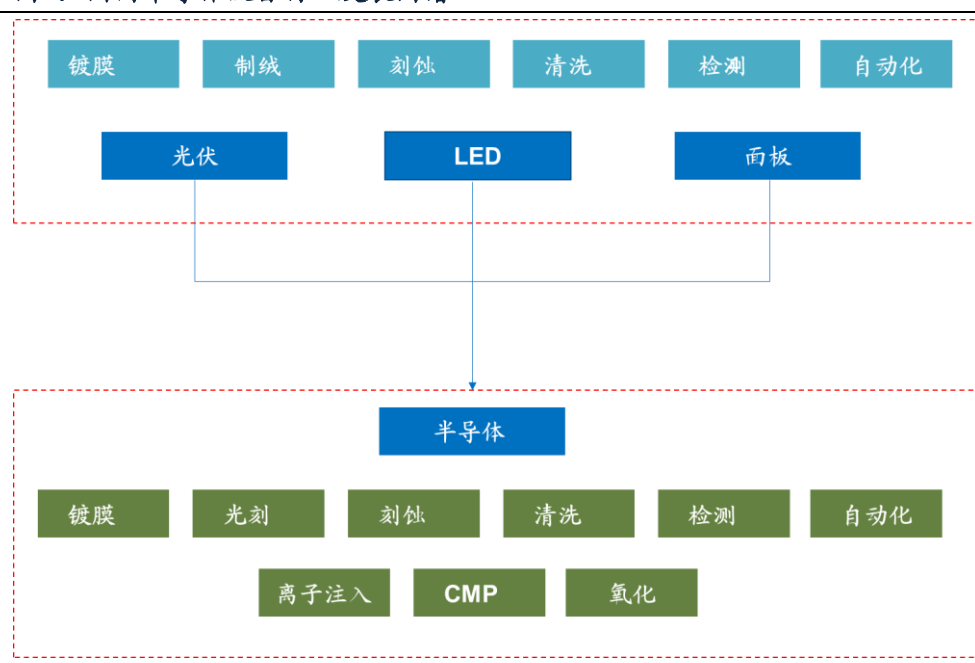 镀膜 制绒 刻蚀 清洗 检测 自动化
光伏 LED 面板
半导体
镀膜 光刻 刻蚀 清洗 检测 自动化
离子注入 CMP 氧化